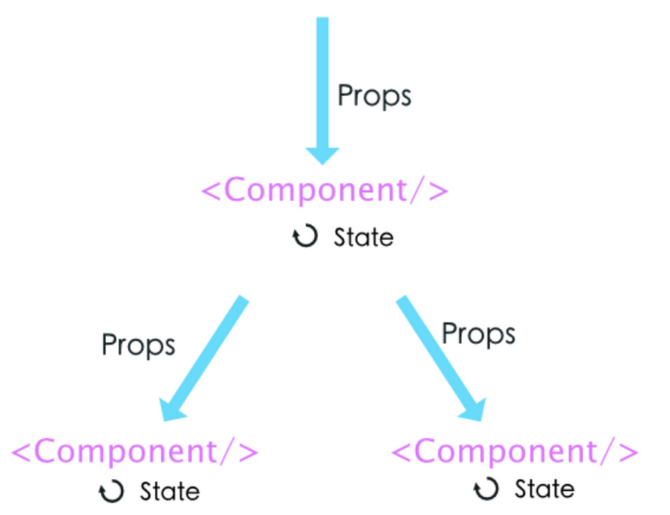 Props
<Component/>
State
Props
Props
<Component/>
State
<Component/>
State